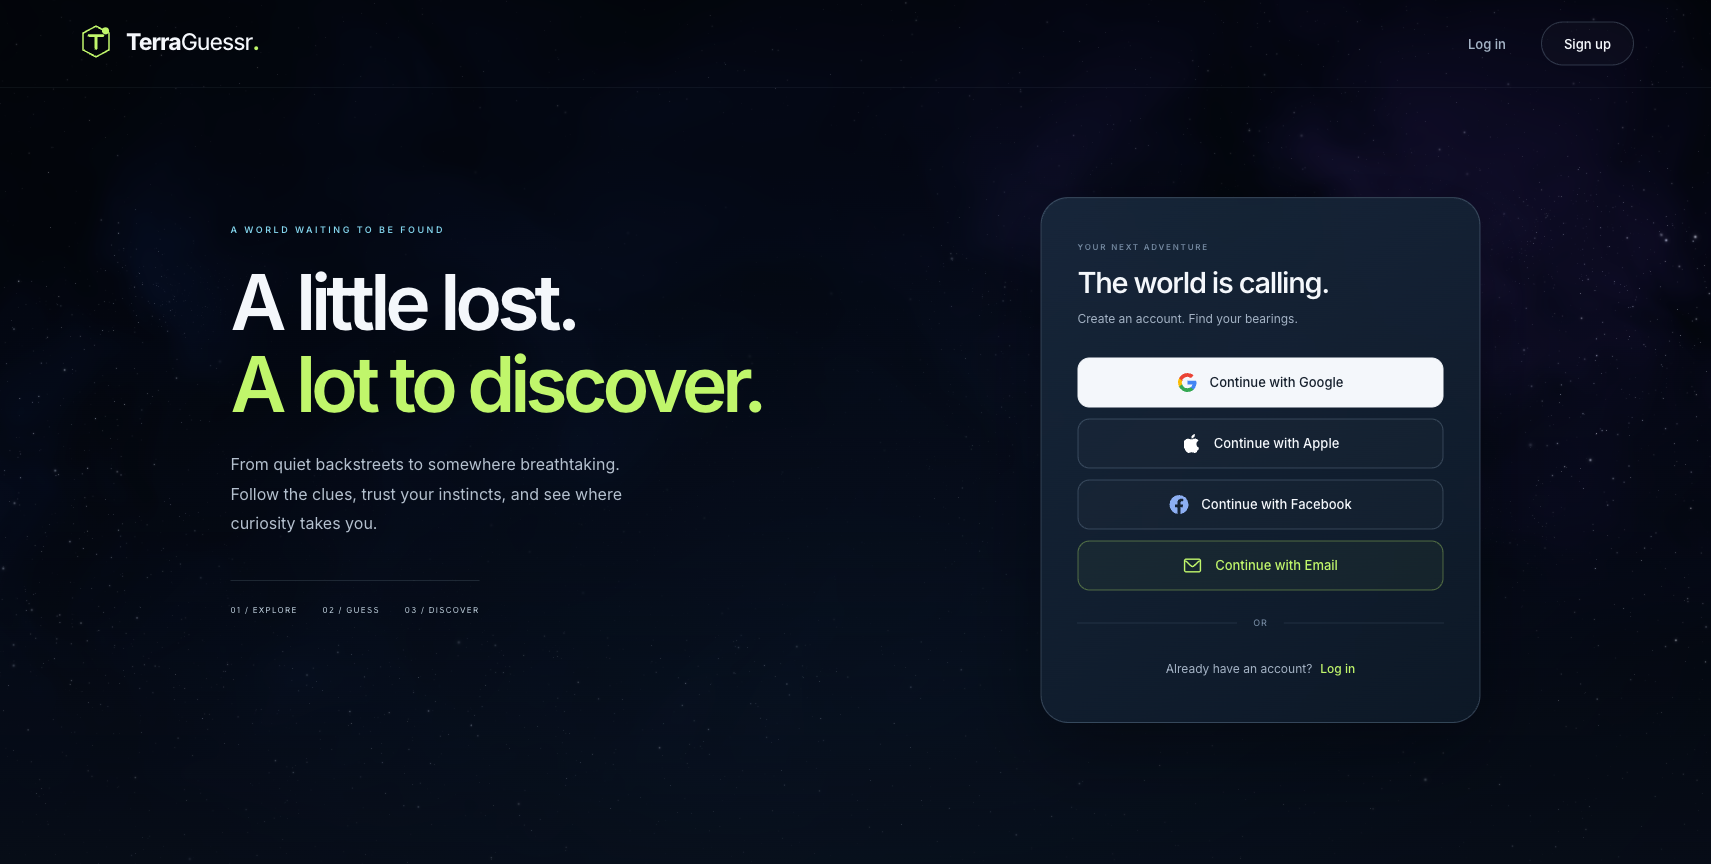 TerraGuessr.
Log in
Sign up
A WORLD WAITING TO BE FOUND
A little lost.
A lot to discover.
From quiet backstreets to somewhere breathtaking.
Follow the clues, trust your instincts, and see where
curiosity takes you.
01 / EXPLORE
02 / GUESS
03 / DISCOVER
YOUR NEXT ADVENTURE
The world is calling.
Create an account. Find your bearings.
Continue with Google
Continue with Apple
Continue with Facebook
Continue with Email
OR
Already have an account? Log in